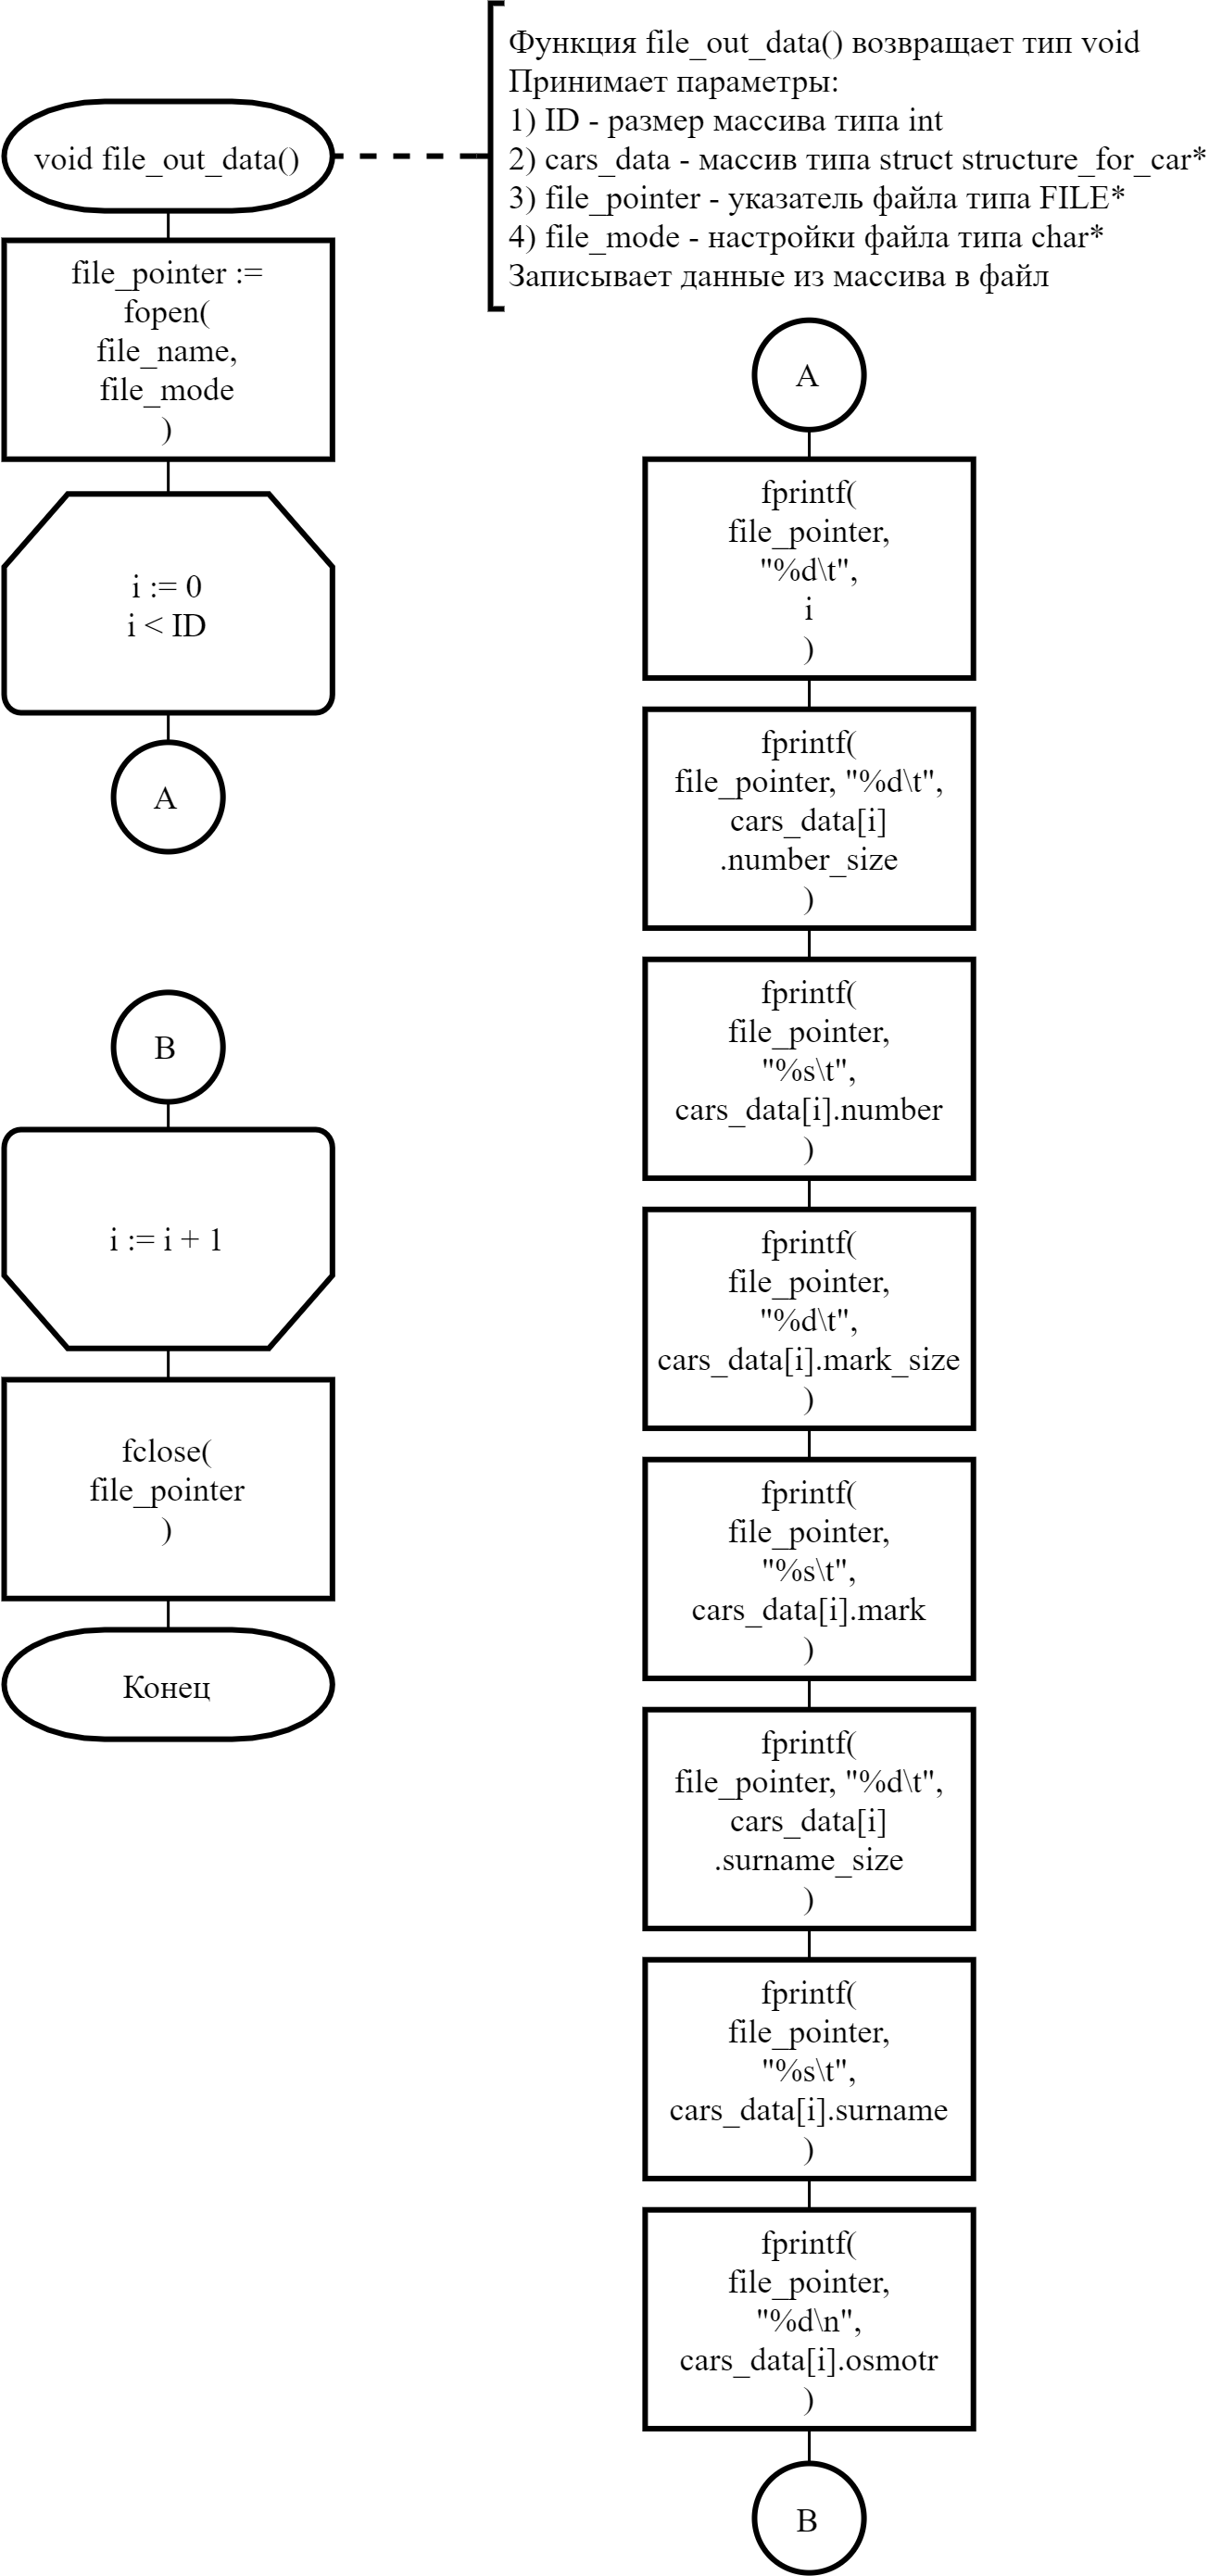 Функция file_out_data() возвращает тип void
Принимает параметры:
1) ID - размер массива типа int
2) cars_data - массив типа struct structure_for_car*
3) file_pointer - указатель файла типа FILE*
4) file_mode - настройки файла типа char*
Записывает данные из массива в файл
void file_out_data()
file_pointer :=
fopen(
file_name,
file_mode
)
i := 0
i < ID
A
B
i := i + 1
fclose(
file_pointer
)
Конец
A
fprintf(
file_pointer,
"%d\t",
i
)
fprintf(
file_pointer, "%d\t",
cars_data[i]
.number_size
)
fprintf(
file_pointer,
"%s\t",
cars_data[i].number
)
fprintf(
file_pointer,
"%d\t",
cars_data[i].mark_size
)
fprintf(
file_pointer,
"%s\t",
cars_data[i].mark
)
fprintf(
file_pointer, "%d\t",
cars_data[i]
.surname_size
)
fprintf(
file_pointer,
"%s\t",
cars_data[i].surname
)
fprintf(
file_pointer,
"%d\n",
cars_data[i].osmotr
)
B